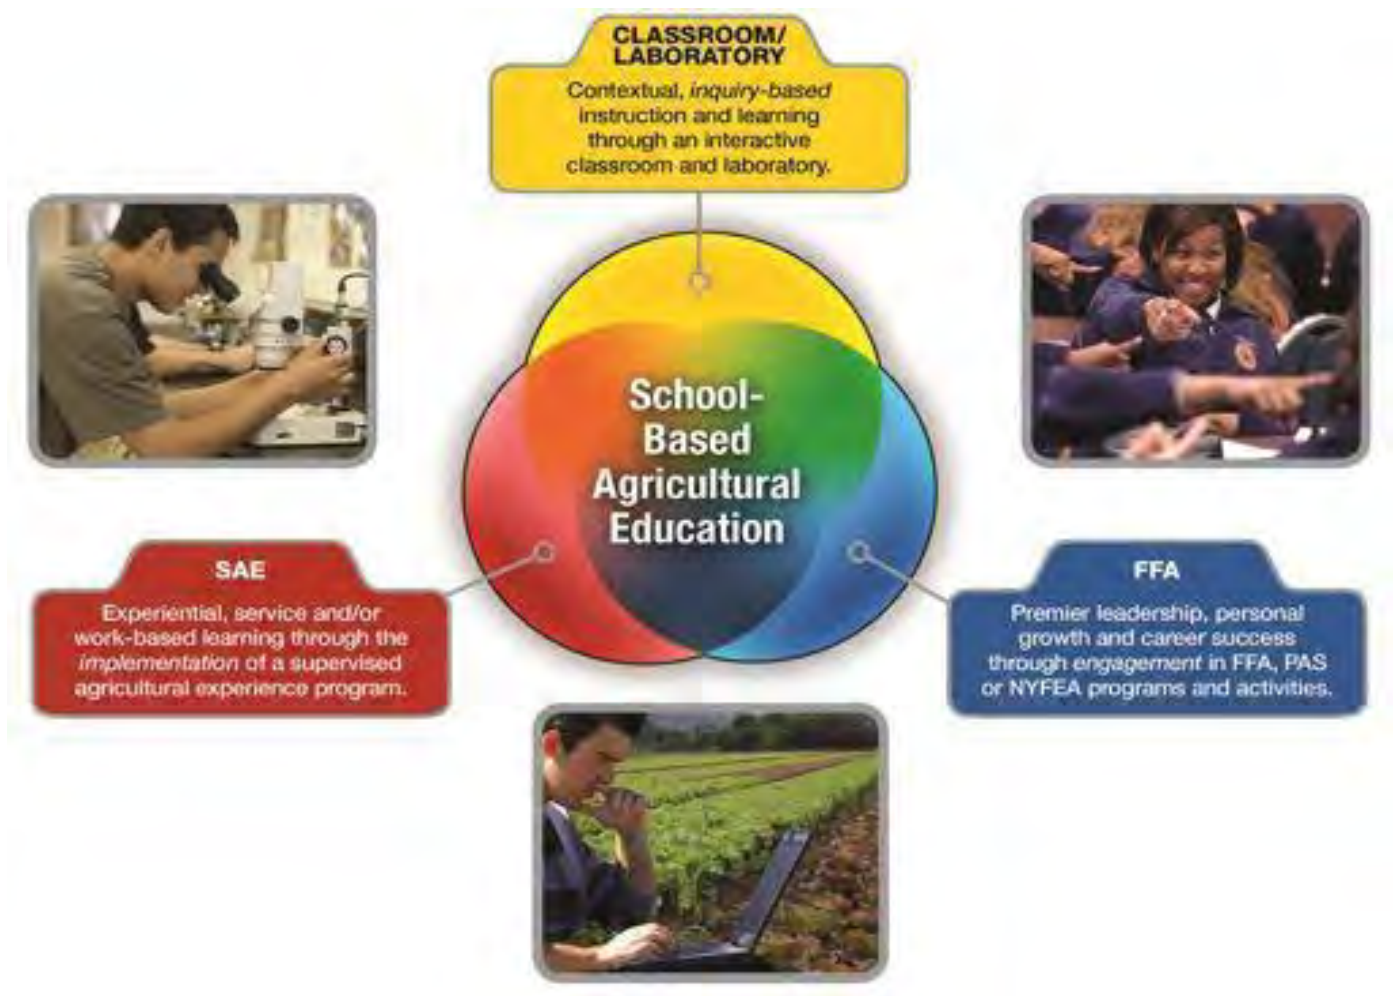 CLASSROOM/
LABORATORY
Contextual, inquiry-based
instruction and learning
through an interactive
classroom and laboratory.
School-
Based
Agricultural
Education
SAE
Experiential, service and/or
work-based learning through the
implementation of a supervised
agricultural experience program.
FFA
Premier leadership, personal
growth and career success
through engagement in FFA, PAS
or NYFEA programs and activities.